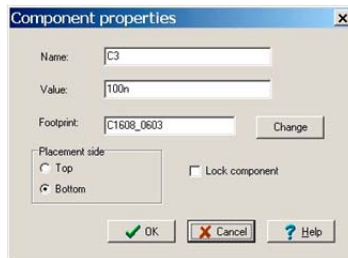 Component properties
Name: C3
Value: 100n
Footprint: C1608_0603 Change
Placement side
Top
Bottom
Lock component
OK Cancel Help